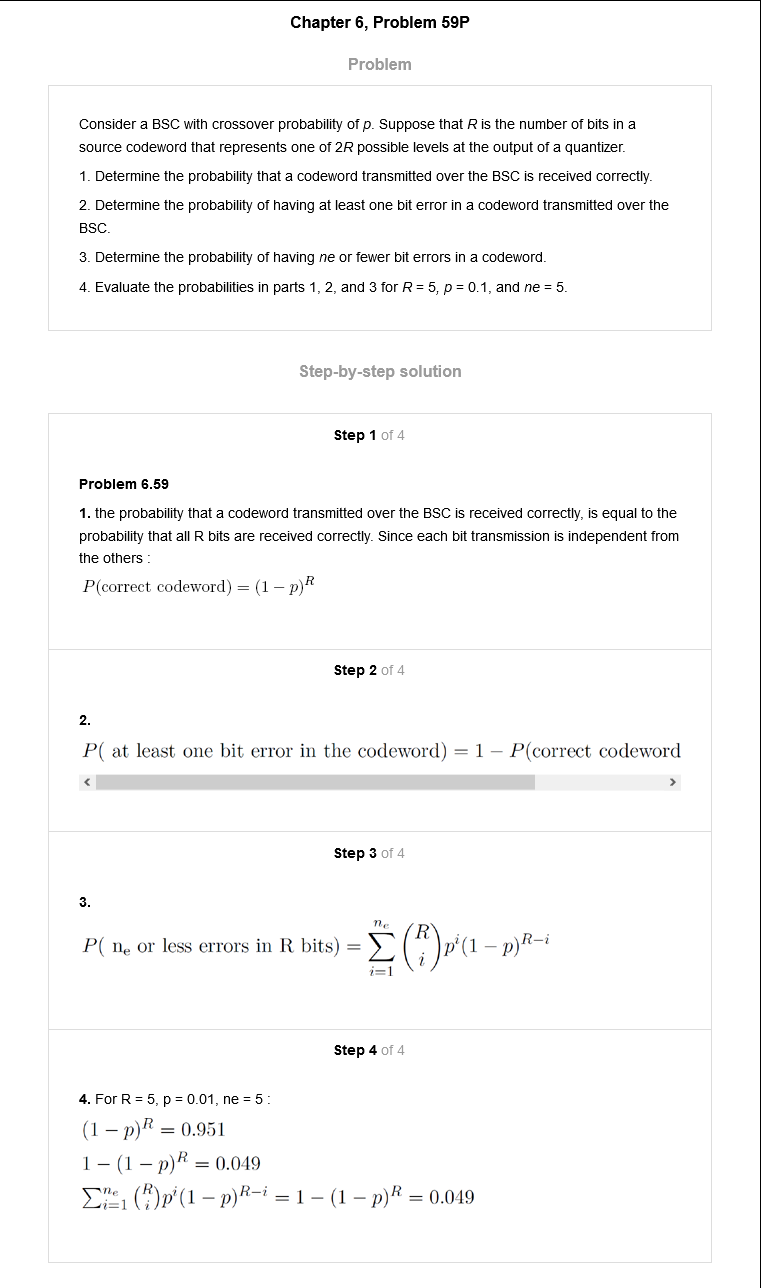 Chapter 6, Problem 59P
Problem
Consider a BSC with crossover probability of p. Suppose that R is the number of bits in a
source codeword that represents one of 2R possible levels at the output of a quantizer.
1. Determine the probability that a codeword transmitted over the BSC is received correctly.
2. Determine the probability of having at least one bit error in a codeword transmitted over the
BSC.
3. Determine the probability of having ne or fewer bit errors in a codeword.
4. Evaluate the probabilities in parts 1, 2, and 3 for R = 5, p = 0.1, and ne = 5.
Step-by-step solution
Step 1 of 4
Problem 6.59
1. the probability that a codeword transmitted over the BSC is received correctly, is equal to the
probability that all R bits are received correctly. Since each bit transmission is independent from
the others :
P(correct codeword) = (1 − p)^R
Step 2 of 4
2.
P( at least one bit error in the codeword) = 1 − P(correct codeword
Step 3 of 4
3.
P( n_e or less errors in R bits) = \sum_{i=1}^{n_e} \binom{R}{i} p^i(1 − p)^{R−i}
Step 4 of 4
4. For R = 5, p = 0.01, ne = 5 :
(1 − p)^R = 0.951
1 − (1 − p)^R = 0.049
\sum_{i=1}^{n_e} \binom{R}{i} p^i(1 − p)^{R−i} = 1 − (1 − p)^R = 0.049